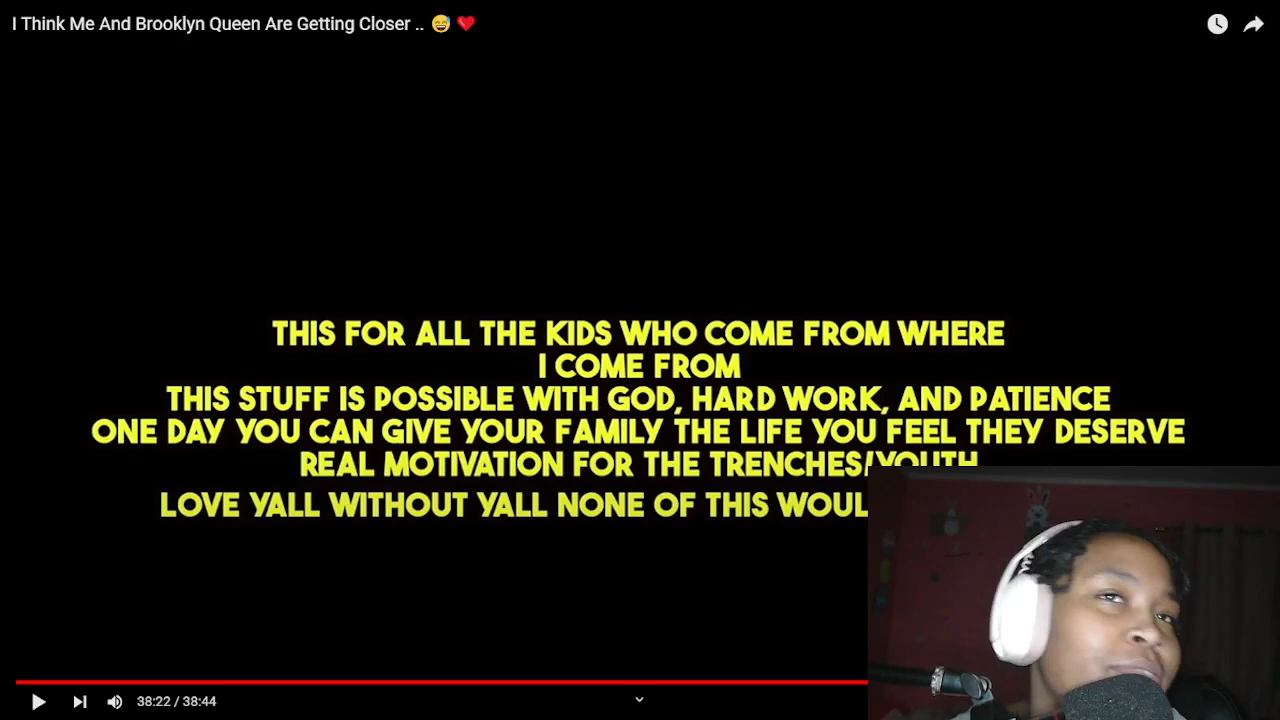 I Think Me And Brooklyn Queen Are Getting Closer .. 😅 ❤️
THIS FOR ALL THE KIDS WHO COME FROM WHERE
I COME FROM
THIS STUFF IS POSSIBLE WITH GOD, HARD WORK, AND PATIENCE
ONE DAY YOU CAN GIVE YOUR FAMILY THE LIFE YOU FEEL THEY DESERVE
REAL MOTIVATION FOR THE TRENCHES/YOUTH
LOVE YALL WITHOUT YALL NONE OF THIS WOUL
38:22 / 38:44